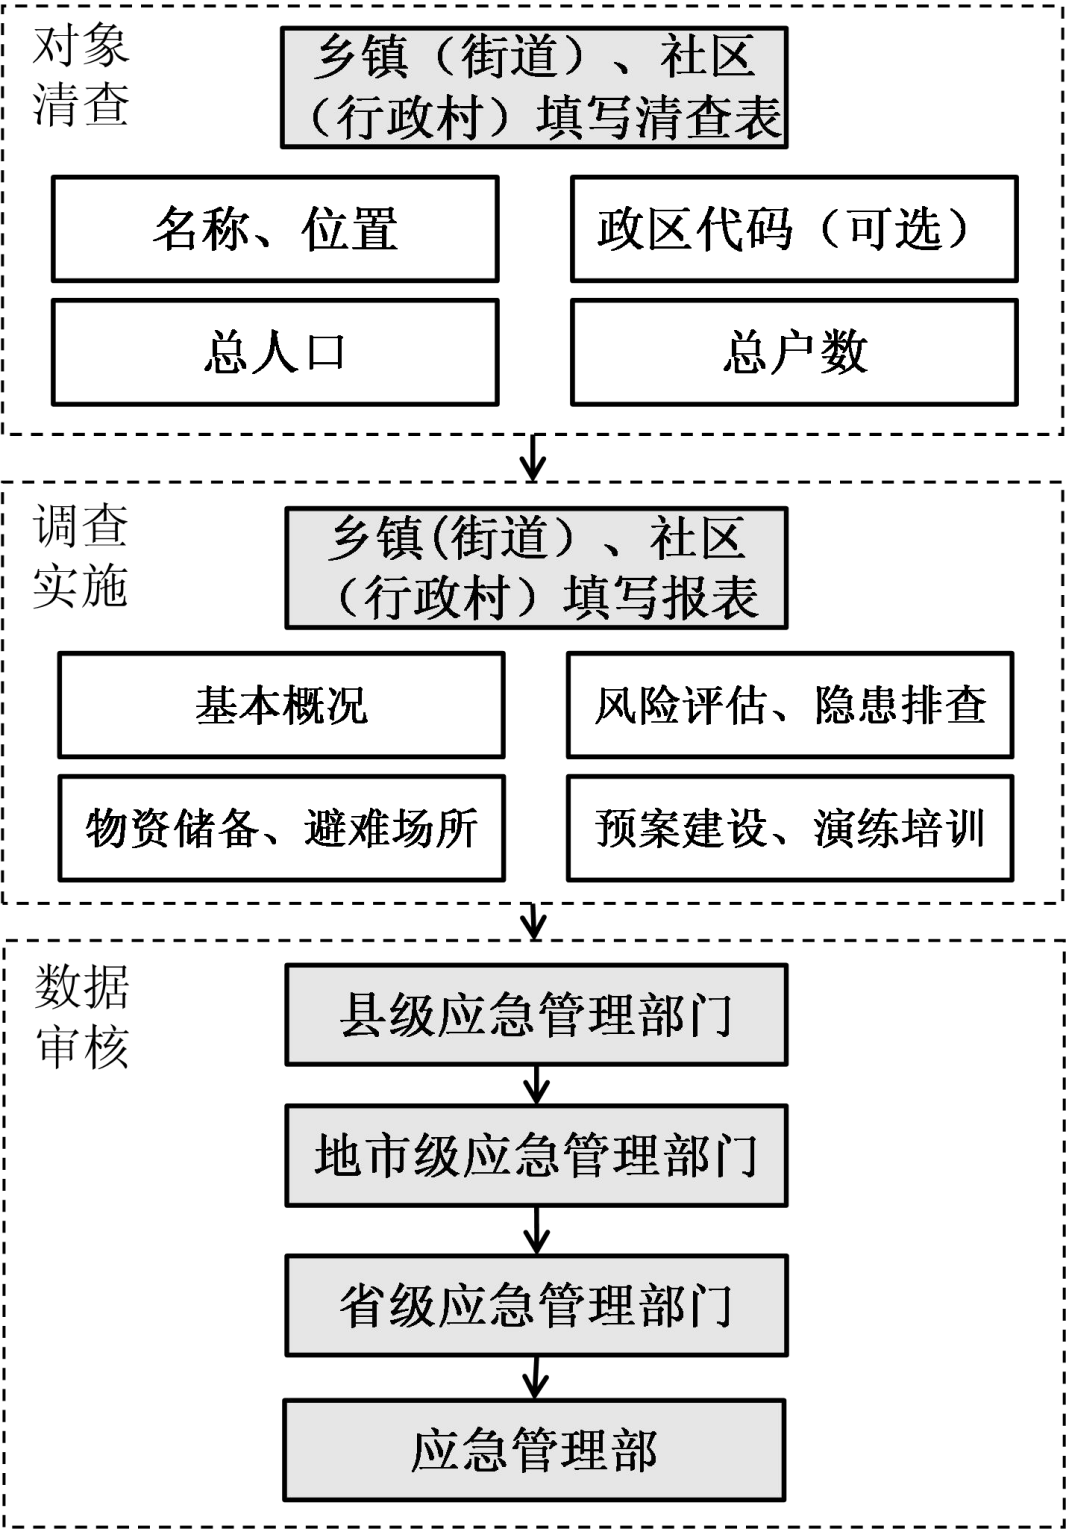 对象
清查
乡镇（街道）、社区
（行政村）填写清查表
名称、位置
政区代码（可选）
总人口
总户数
调查
实施
乡镇(街道）、社区
（行政村）填写报表
基本概况
风险评估、隐患排查
物资储备、避难场所
预案建设、演练培训
数据
审核
县级应急管理部门
地市级应急管理部门
省级应急管理部门
应急管理部